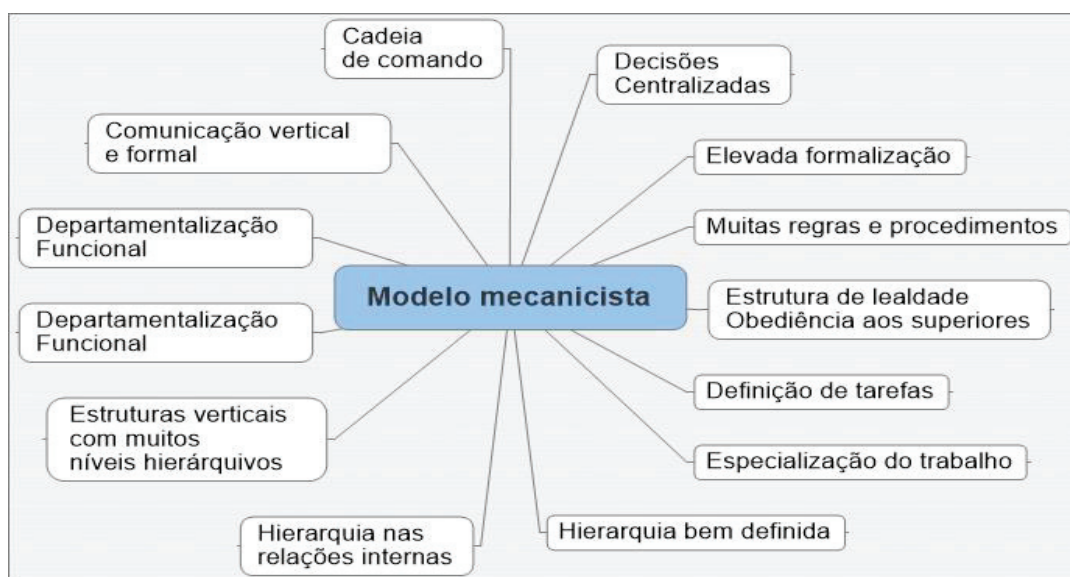 Cadeia
de comando
Decisões
Centralizadas
Comunicação vertical
e formal
Elevada formalização
Departamentalização
Funcional
Muitas regras e procedimentos
Modelo mecanicista
Estrutura de lealdade
Obediência aos superiores
Departamentalização
Funcional
Definição de tarefas
Estruturas verticais
com muitos
níveis hierárquivos
Especialização do trabalho
Hierarquia nas
relações internas
Hierarquia bem definida